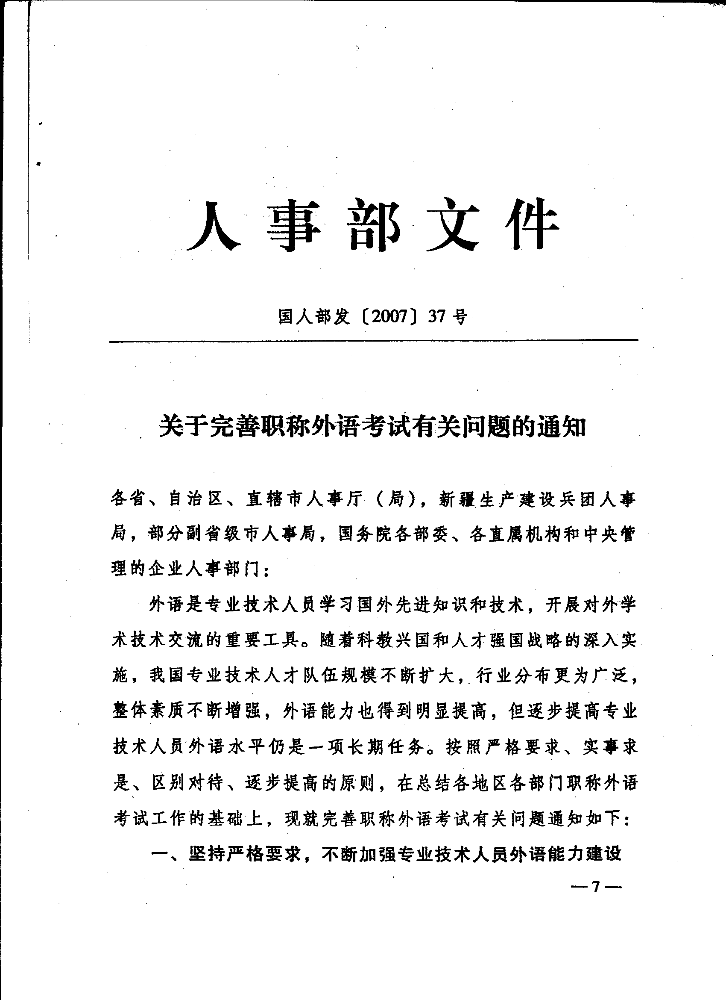 人事部文件
国人部发〔2007〕37 号
关于完善职称外语考试有关问题的通知
各省、自治区、直辖市人事厅（局），新疆生产建设兵团人事
局，部分副省级市人事局，国务院各部委、各直属机构和中央管
理的企业人事部门：
外语是专业技术人员学习国外先进知识和技术，开展对外学
术技术交流的重要工具。随着科教兴国和人才强国战略的深入实
施，我国专业技术人才队伍规模不断扩大，行业分布更为广泛，
整体素质不断增强，外语能力也得到明显提高，但逐步提高专业
技术人员外语水平仍是一项长期任务。按照严格要求、实事求
是、区别对待、逐步提高的原则，在总结各地区各部门职称外语
考试工作的基础上，现就完善职称外语考试有关问题通知如下：
一、坚持严格要求，不断加强专业技术人员外语能力建设
— 7 —